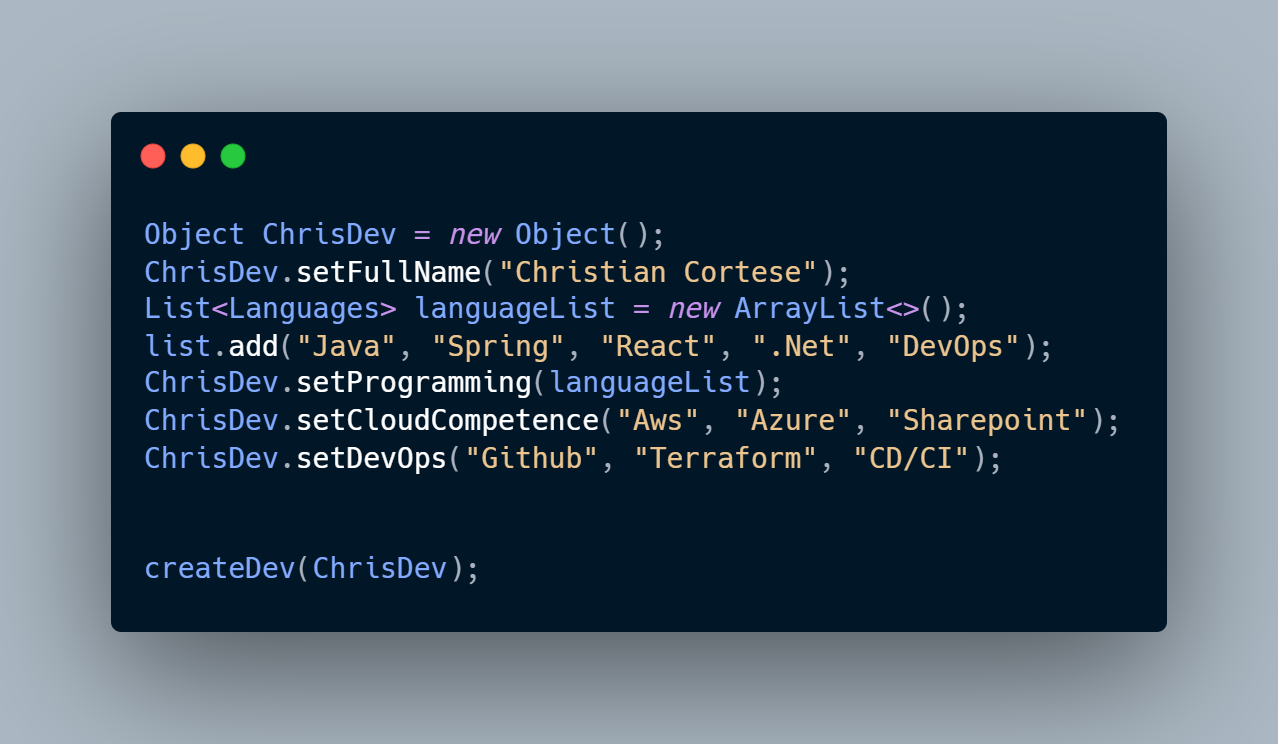 Object ChrisDev = new Object();
ChrisDev.setFullName("Christian Cortese");
List<Languages> languageList = new ArrayList<>();
list.add("Java", "Spring", "React", ".Net", "DevOps");
ChrisDev.setProgramming(languageList);
ChrisDev.setCloudCompetence("Aws", "Azure", "Sharepoint");
ChrisDev.setDevOps("Github", "Terraform", "CD/CI");
createDev(ChrisDev);